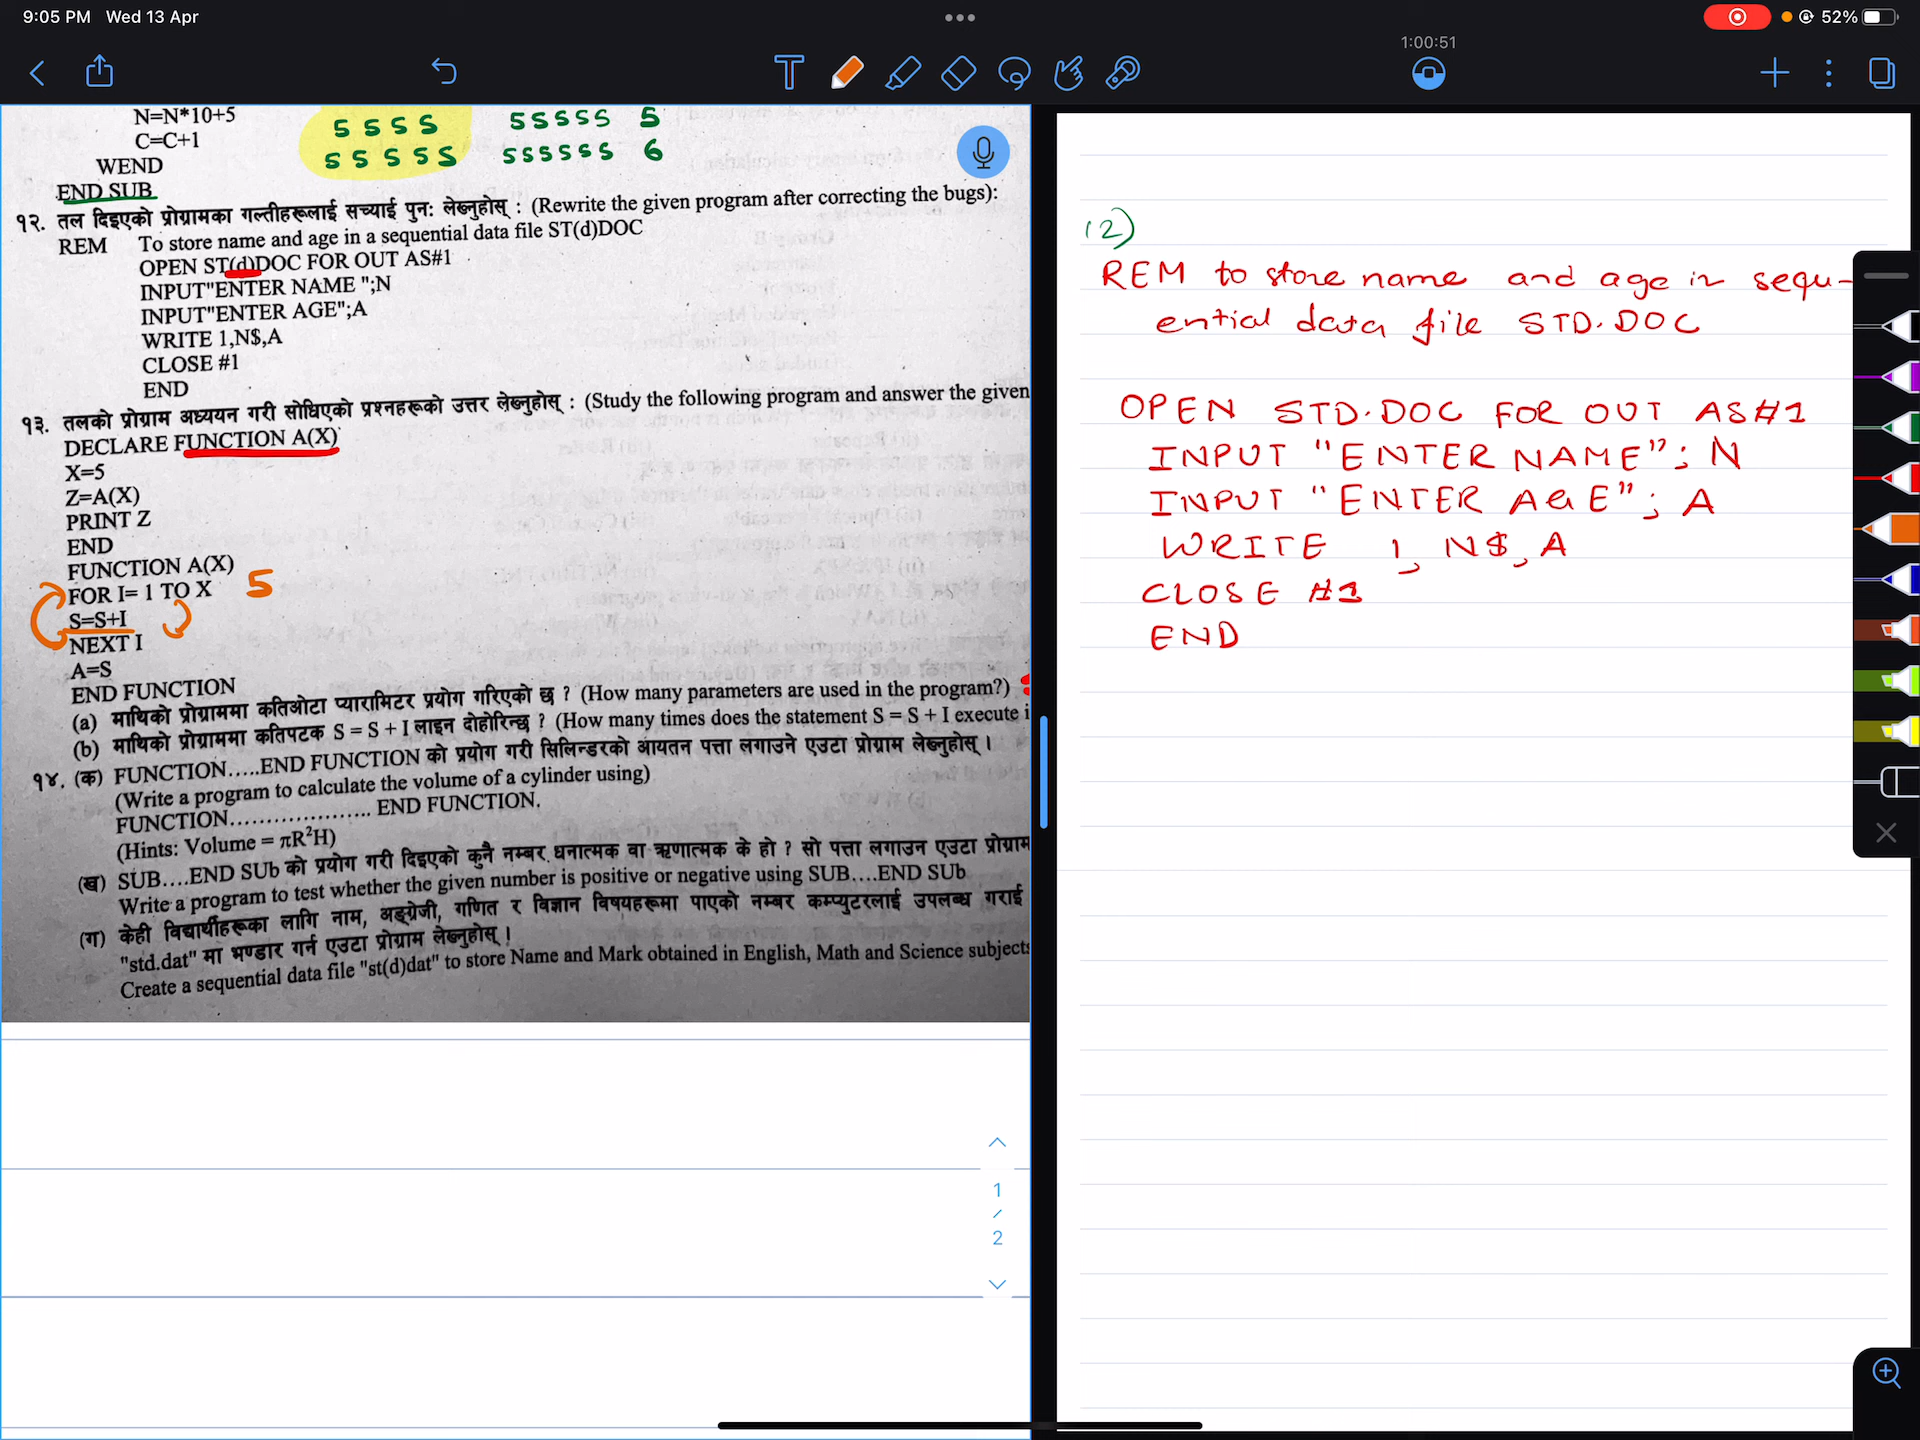 9:05 PM Wed 13 Apr
52%
1:00:51
N=N*10+5
C=C+1
WEND
END SUB
5 5 5 5 55555 5
5 5 5 5 5 555555 6
१२. तल दिइएको प्रोग्रामका गल्तीहरूलाई सच्याई पुन: लेख्नुहोस् : (Rewrite the given program after correcting the bugs):
REM To store name and age in a sequential data file ST(d)DOC
OPEN ST(d)DOC FOR OUT AS#1
INPUT"ENTER NAME ";N
INPUT"ENTER AGE";A
WRITE 1,N$,A
CLOSE #1
END
१३. तलको प्रोग्राम अध्ययन गरी सोधिएको प्रश्नहरूको उत्तर लेख्नुहोस् : (Study the following program and answer the given
DECLARE FUNCTION A(X)
X=5
Z=A(X)
PRINT Z
END
FUNCTION A(X)
FOR I= 1 TO X 5
S=S+I
NEXT I
A=S
END FUNCTION
(a) माथिको प्रोग्राममा कतिओटा प्यारामिटर प्रयोग गरिएको छ ? (How many parameters are used in the program?)
(b) माथिको प्रोग्राममा कतिपटक S = S + I लाइन दोहोरिन्छ ? (How many times does the statement S = S + I execute i
१४. (क) FUNCTION.....END FUNCTION को प्रयोग गरी सिलिन्डरको आयतन पत्ता लगाउने एउटा प्रोग्राम लेख्नुहोस् ।
(Write a program to calculate the volume of a cylinder using)
FUNCTION.................... END FUNCTION.
(Hints: Volume = πR²H)
(ख) SUB....END SUb को प्रयोग गरी दिइएको कुनै नम्बर धनात्मक वा ऋणात्मक के हो ? सो पत्ता लगाउन एउटा प्रोग्राम
Write a program to test whether the given number is positive or negative using SUB....END SUb
(ग) केही विद्यार्थीहरूका लागि नाम, अङ्ग्रेजी, गणित र विज्ञान विषयहरूमा पाएको नम्बर कम्प्युटरलाई उपलब्ध गराई
"std.dat" मा भण्डार गर्न एउटा प्रोग्राम लेख्नुहोस् ।
Create a sequential data file "st(d)dat" to store Name and Mark obtained in English, Math and Science subjects
1
/
2
12)
REM to store name and age in sequ-
ential data file STD.DOC
OPEN STD.DOC FOR OUT AS#1
INPUT "ENTER NAME"; N
INPUT "ENTER AGE"; A
WRITE 1, N$, A
CLOSE #1
END